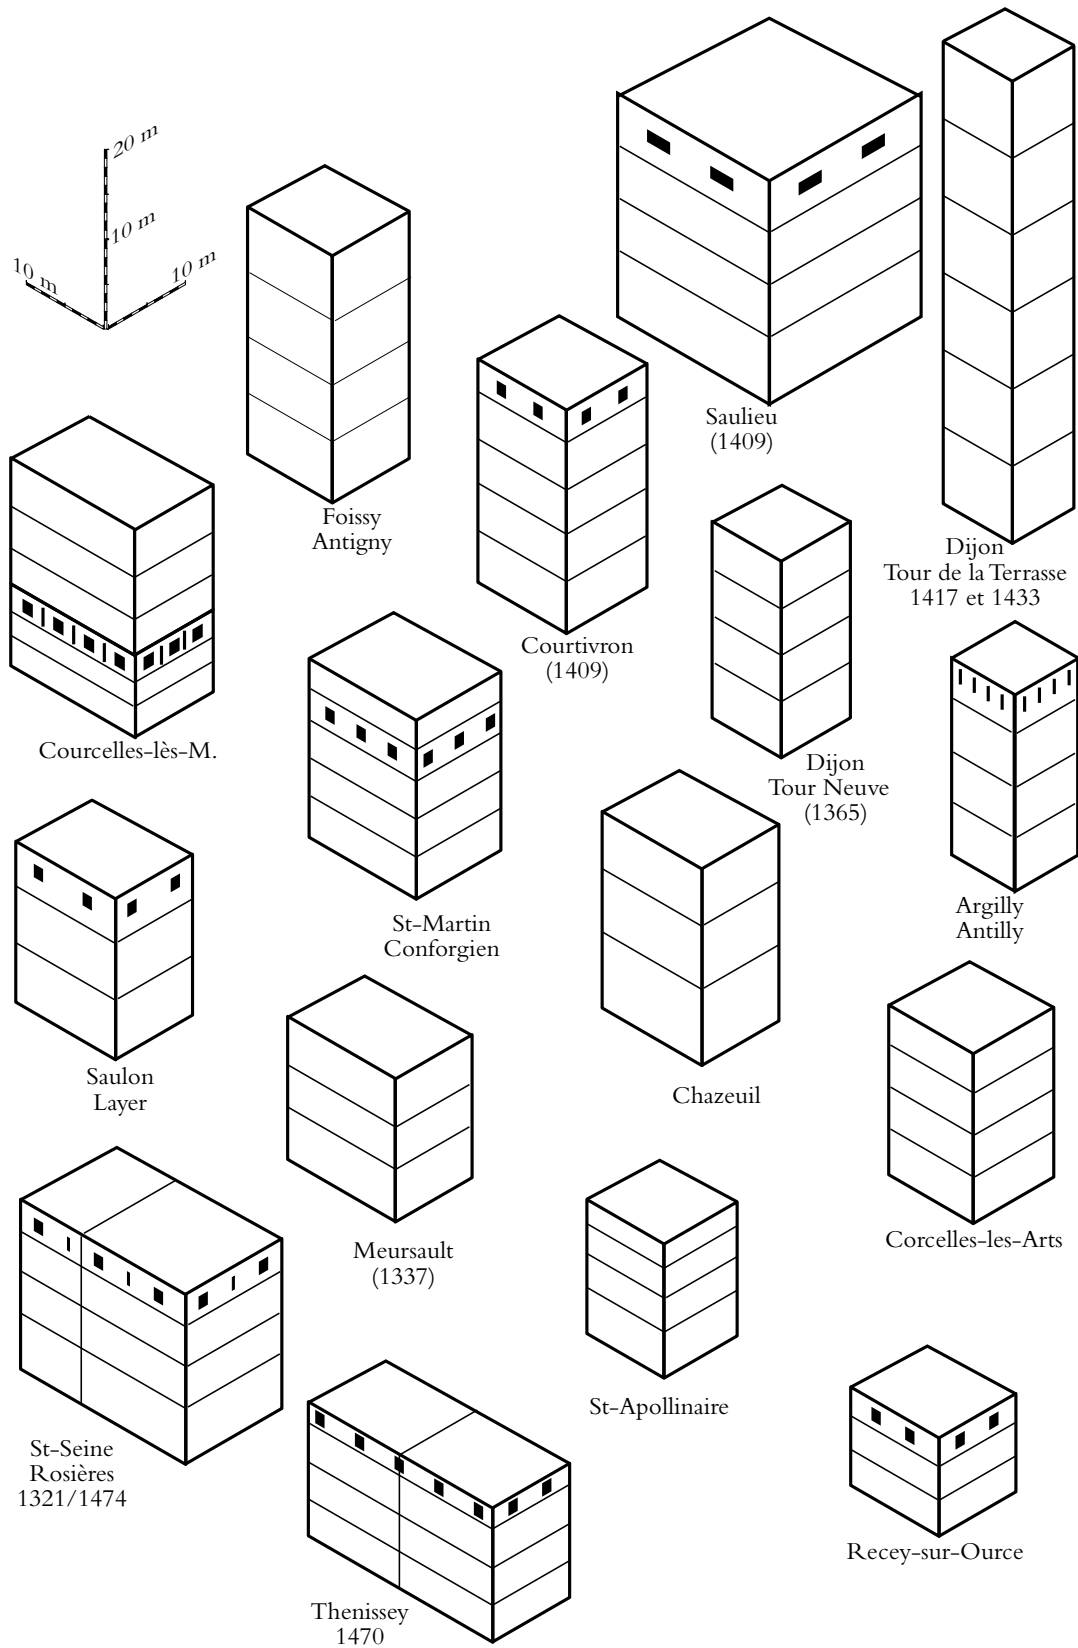 20 m
10 m
10 m
10 m
Saulieu
(1409)
Foissy
Antigny
Dijon
Tour de la Terrasse
1417 et 1433
Courtivron
(1409)
Courcelles-lès-M.
Dijon
Tour Neuve
(1365)
St-Martin
Conforgien
Argilly
Antilly
Saulon
Layer
Chazeuil
Meursault
(1337)
Corcelles-les-Arts
St-Apollinaire
St-Seine
Rosières
1321/1474
Recey-sur-Ource
Thenissey
1470